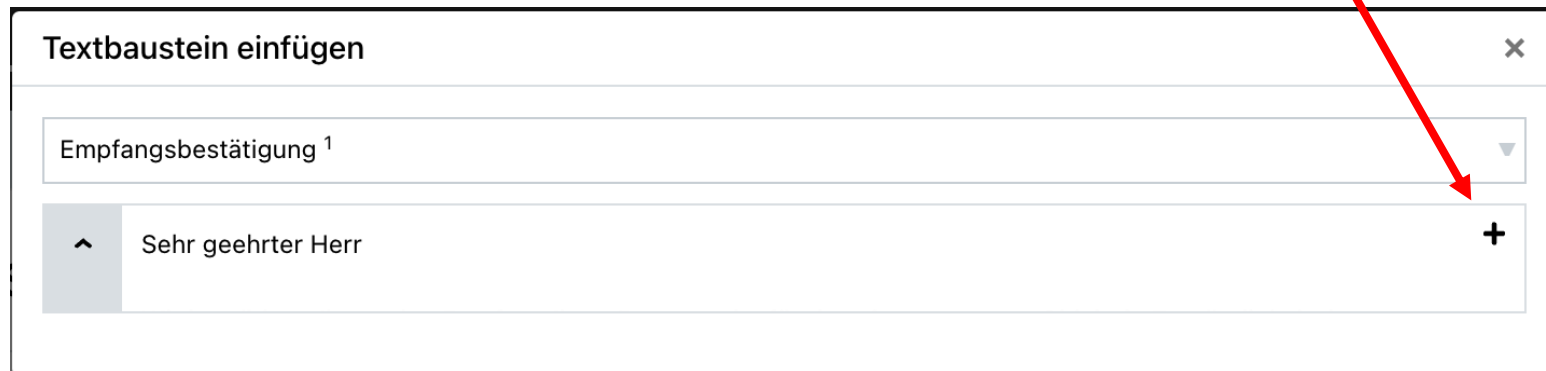 Textbaustein einfügen
Empfangsbestätigung ¹
Sehr geehrter Herr